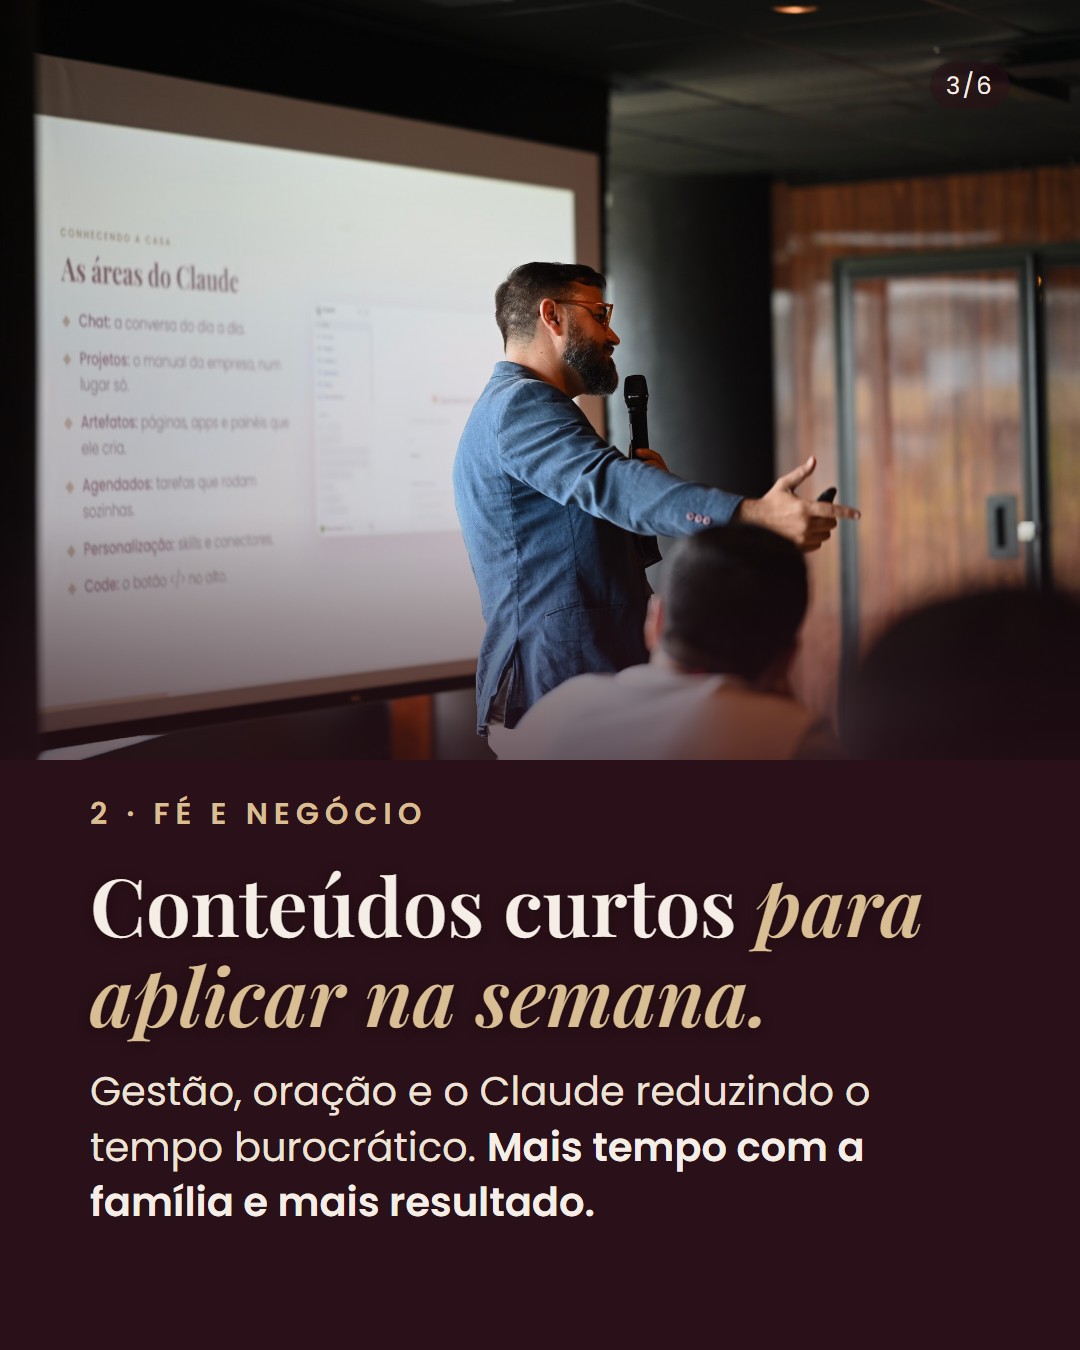 3/6
CONHECENDO A CASA
As áreas do Claude
Chat: a conversa do dia a dia.
Projetos: o manual da empresa, num
lugar só.
Artefatos: páginas, apps e painéis que
ele cria.
Agendados: tarefas que rodam
sozinhas.
Personalização: skills e conectores.
Code: o botão </> no alto.
2 · FÉ E NEGÓCIO
Conteúdos curtos para
aplicar na semana.
Gestão, oração e o Claude reduzindo o
tempo burocrático. Mais tempo com a
família e mais resultado.